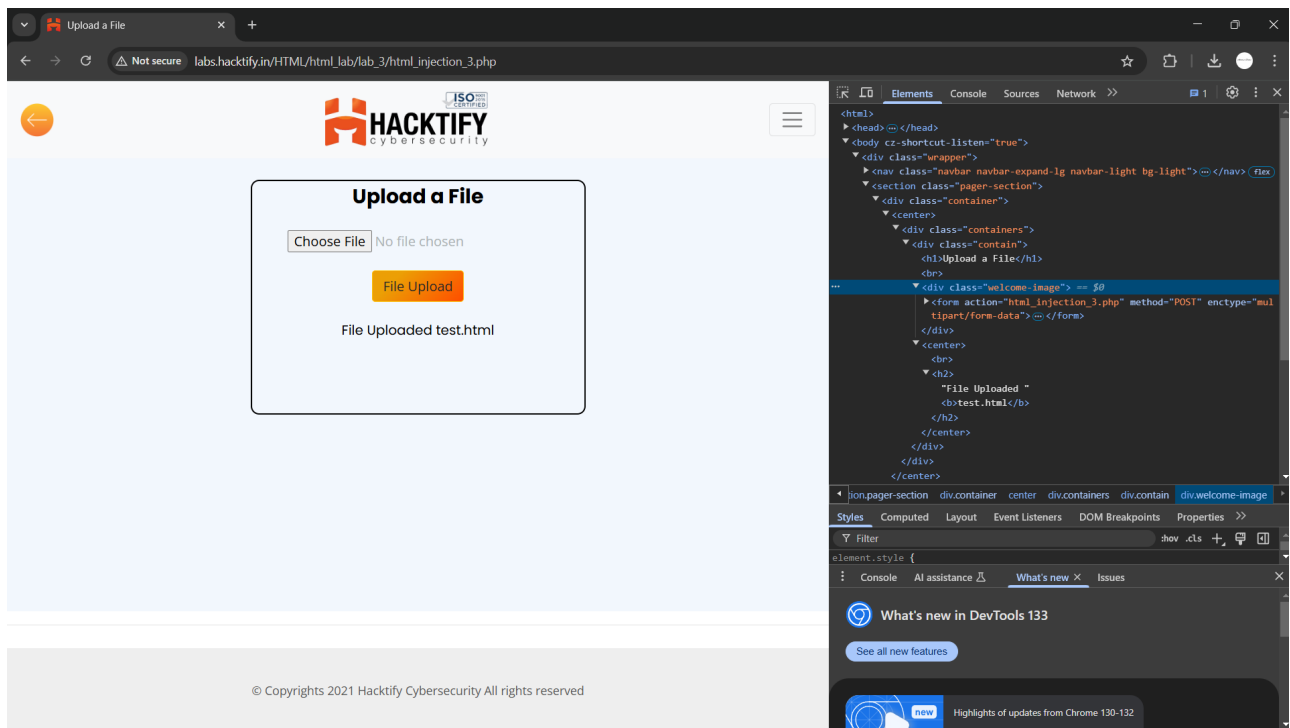 Upload a File
Not secure labs.hacktify.in/HTML/html_lab/lab_3/html_injection_3.php
ISO
CERTIFIED
HACKTIFY
cybersecurity
Upload a File
Choose File No file chosen
File Upload
File Uploaded test.html
© Copyrights 2021 Hacktify Cybersecurity All rights reserved
Elements Console Sources Network 1
<html>
<head> </head>
<body cz-shortcut-listen="true">
<div class="wrapper">
<nav class="navbar navbar-expand-lg navbar-light bg-light"> </nav> flex
<section class="pager-section">
<div class="container">
<center>
<div class="containers">
<div class="contain">
<h1>Upload a File</h1>
<br>
<div class="welcome-image"> == $0
<form action="html_injection_3.php" method="POST" enctype="mul
tipart/form-data"> </form>
</div>
<center>
<br>
<h2>
"File Uploaded "
<b>test.html</b>
</h2>
</center>
</div>
</div>
</center>
tion.pager-section div.container center div.containers div.contain div.welcome-image
Styles Computed Layout Event Listeners DOM Breakpoints Properties
Filter :hov .cls
element.style {
Console AI assistance What's new Issues
What's new in DevTools 133
See all new features
new Highlights of updates from Chrome 130-132